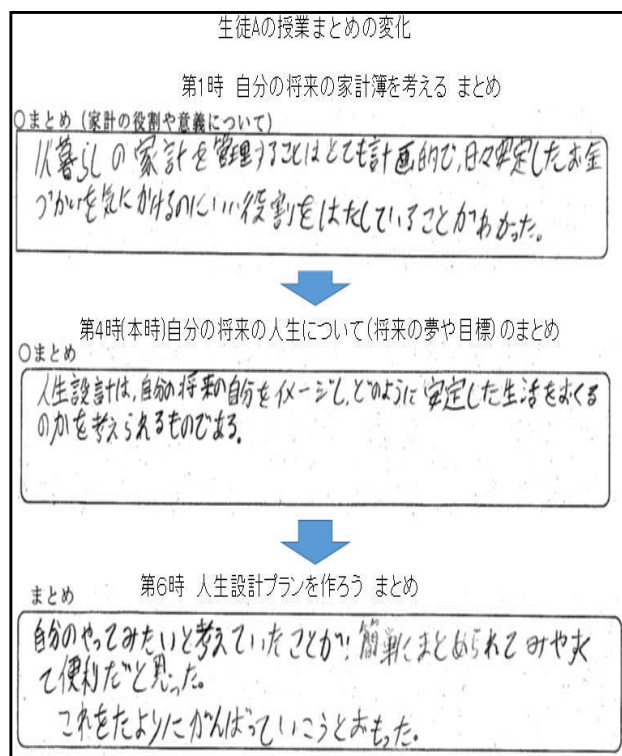 生徒Aの授業まとめの変化
第1時 自分の将来の家計簿を考える まとめ
○まとめ (家計の役割や意義について)
1人暮らしの家計を管理することはとても計画的で、日々安定したお金
づかいを気にかけるのにいい役割をはたしていることがわかった。
第4時(本時)自分の将来の人生について(将来の夢や目標)のまとめ
○まとめ
人生設計は、自分の将来の自分をイメージし、どのように安定した生活をおくる
のかを考えられるものである。
第6時 人生設計プランを作ろう まとめ
まとめ
自分のやってみたいと考えていたことが!簡単にまとめられてみやすく
て便利だと思った。
これをたよりにがんばっていこうとおもった。